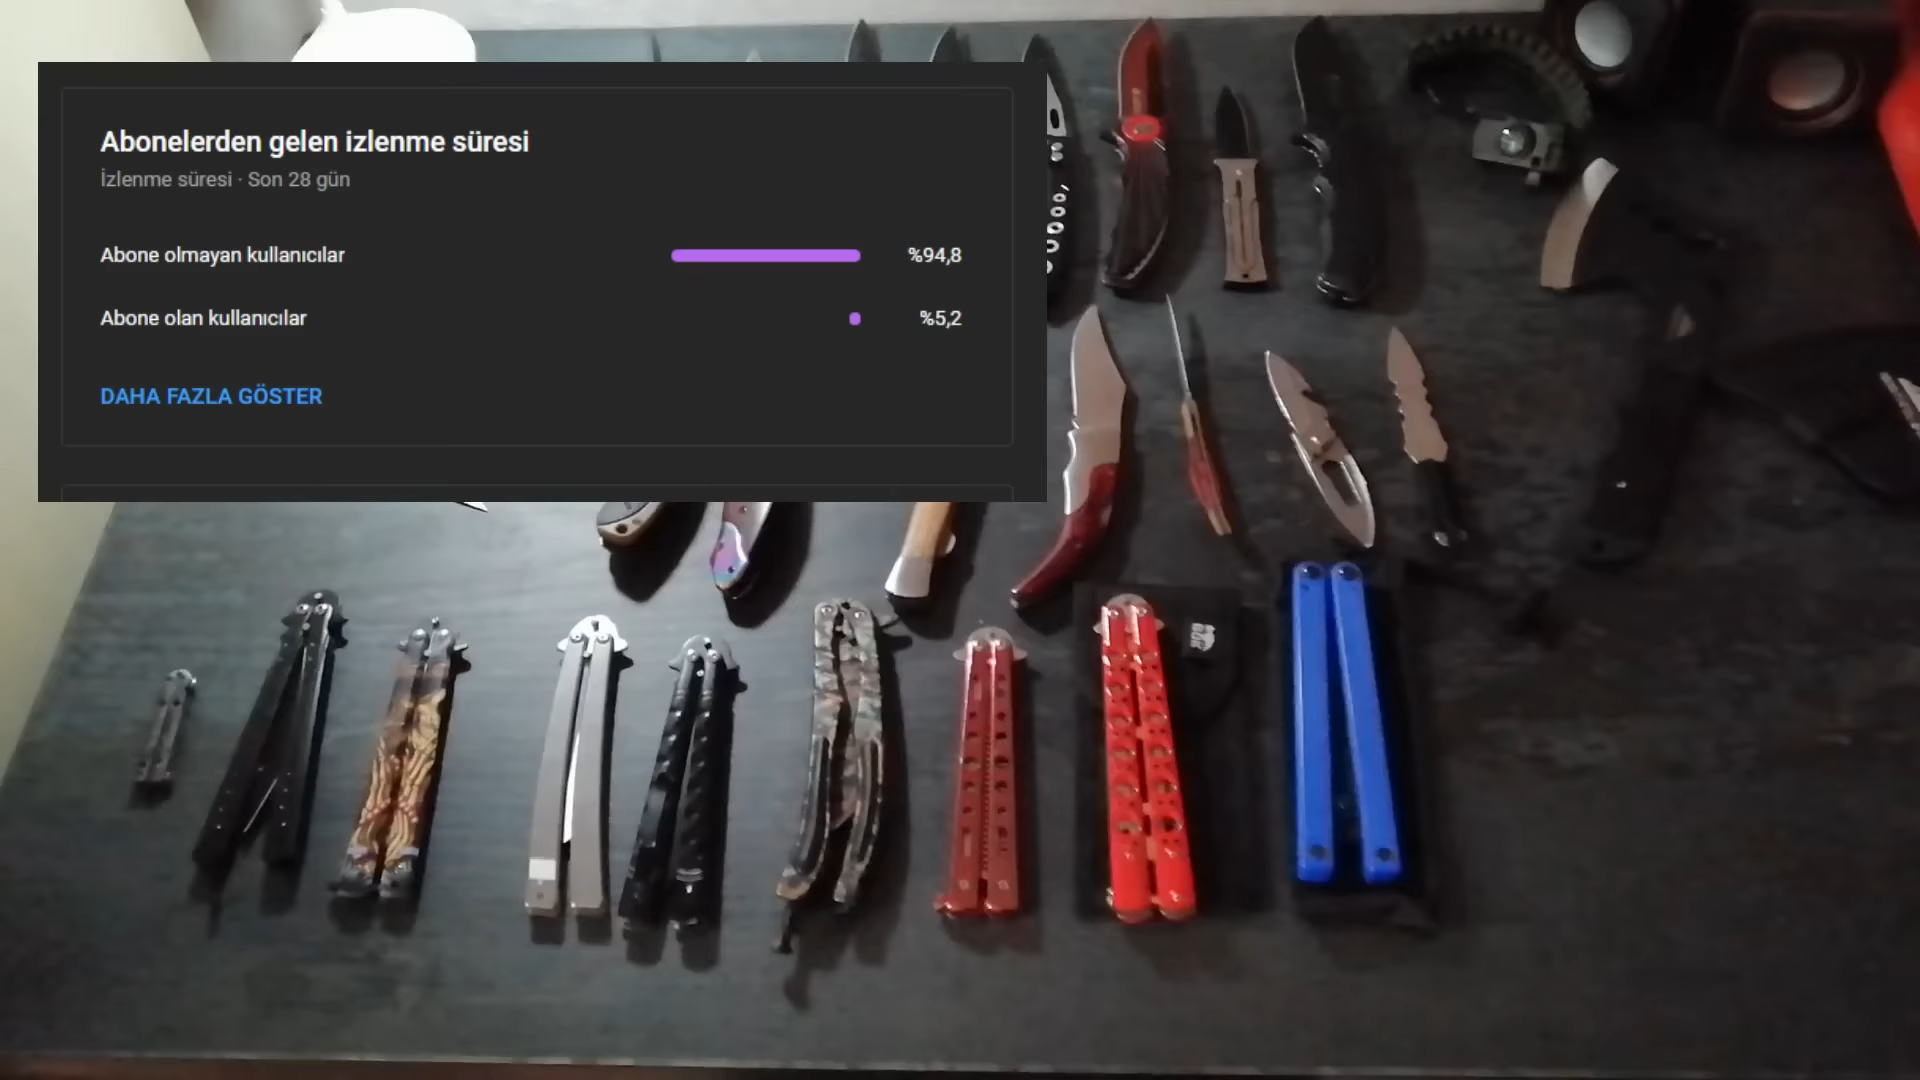 Abonelerden gelen izlenme süresi
İzlenme süresi · Son 28 gün
Abone olmayan kullanıcılar %94,8
Abone olan kullanıcılar %5,2
DAHA FAZLA GÖSTER